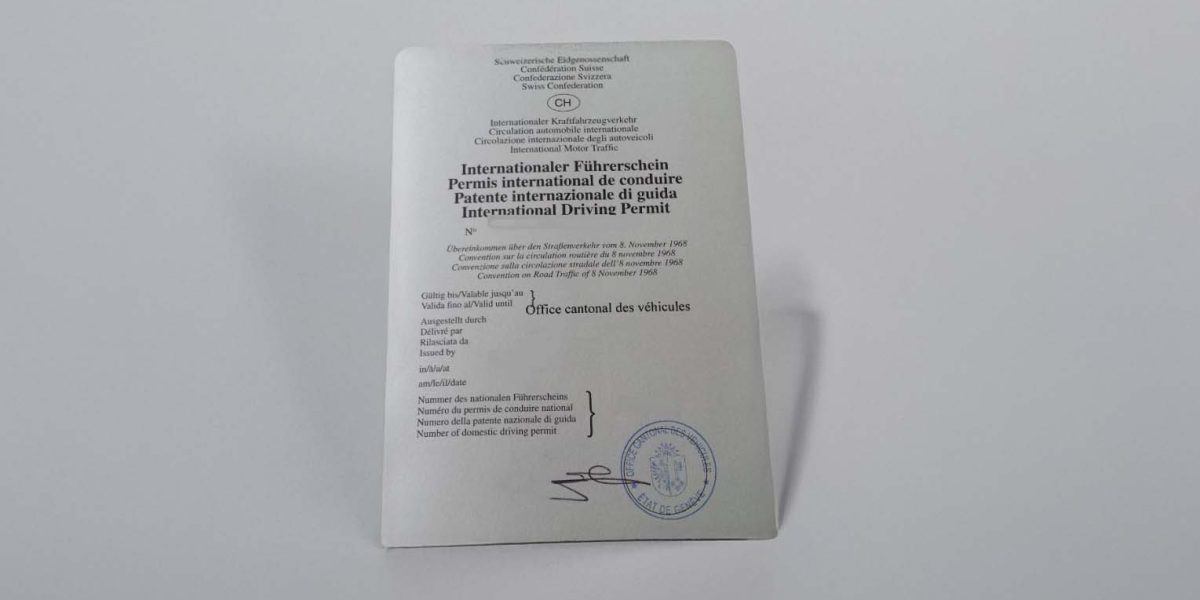 Schweizerische Eidgenossenschaft
Confédération Suisse
Confederazione Svizzera
Swiss Confederation
CH
Internationaler Kraftfahrzeugverkehr
Circulation automobile internationale
Circolazione internazionale degli autoveicoli
International Motor Traffic
Internationaler Führerschein
Permis international de conduire
Patente internazionale di guida
International Driving Permit
No
Übereinkommen über den Straßenverkehr vom 8. November 1968
Convention sur la circulation routière du 8 novembre 1968
Convenzione sulla circolazione stradale dell'8 novembre 1968
Convention on Road Traffic of 8 November 1968
Gültig bis/Valable jusqu'au
Valida fino al/Valid until
Office cantonal des véhicules
Ausgestellt durch
Délivré par
Rilasciata da
Issued by
in/à/a/at
am/le/il/date
Nummer des nationalen Führerscheins
Numéro du permis de conduire national
Numero della patente nazionale di guida
Number of domestic driving permit
OFFICE CANTONAL DES VEHICULES
ETAT DE GENEVE